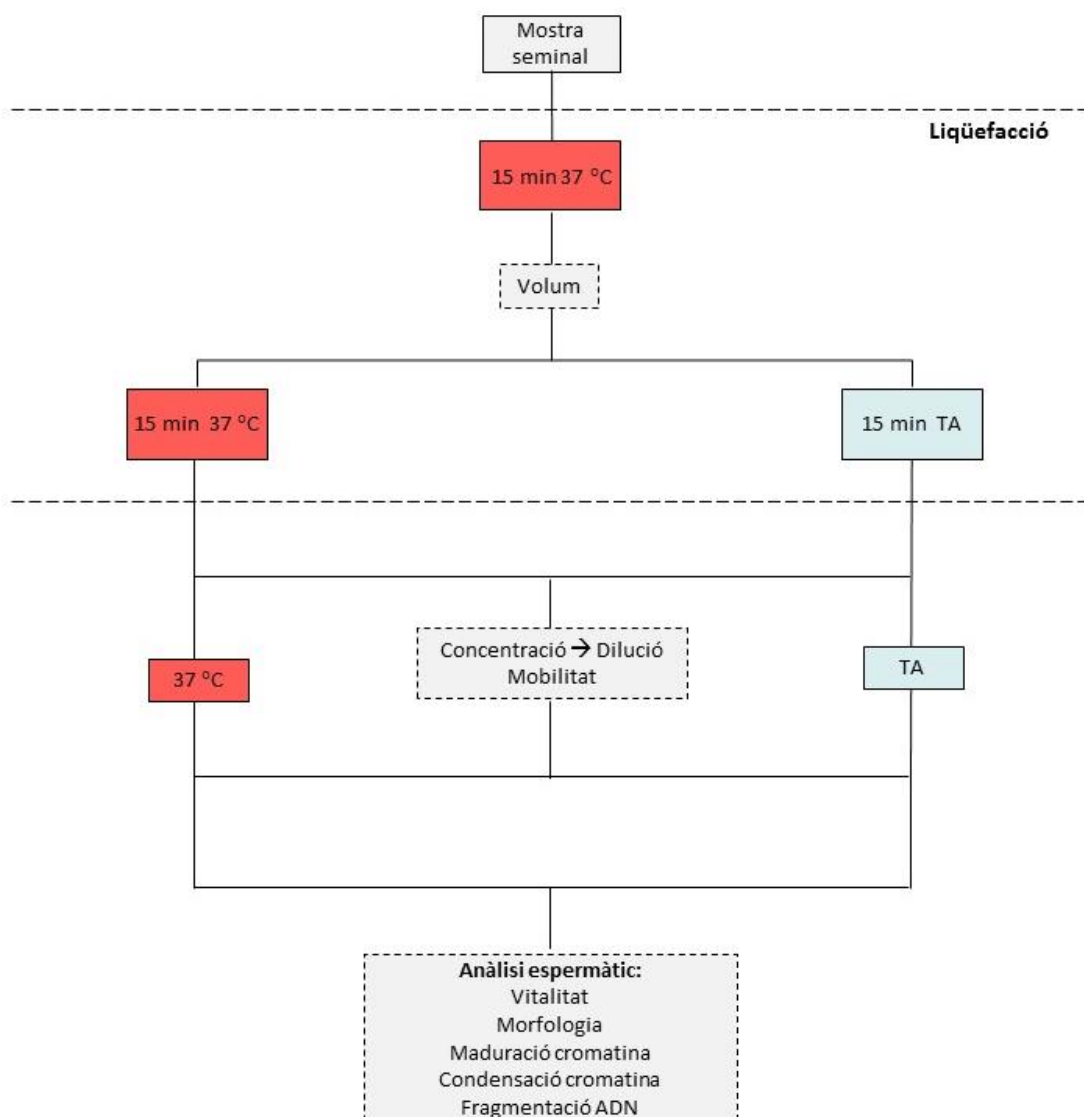 Mostra
seminal
Liqüefacció
15 min 37 °C
Volum
15 min 37 °C
15 min TA
Concentració → Dilució
Mobilitat
37 °C
TA
Anàlisi espermàtic:
Vitalitat
Morfologia
Maduració cromatina
Condensació cromatina
Fragmentació ADN